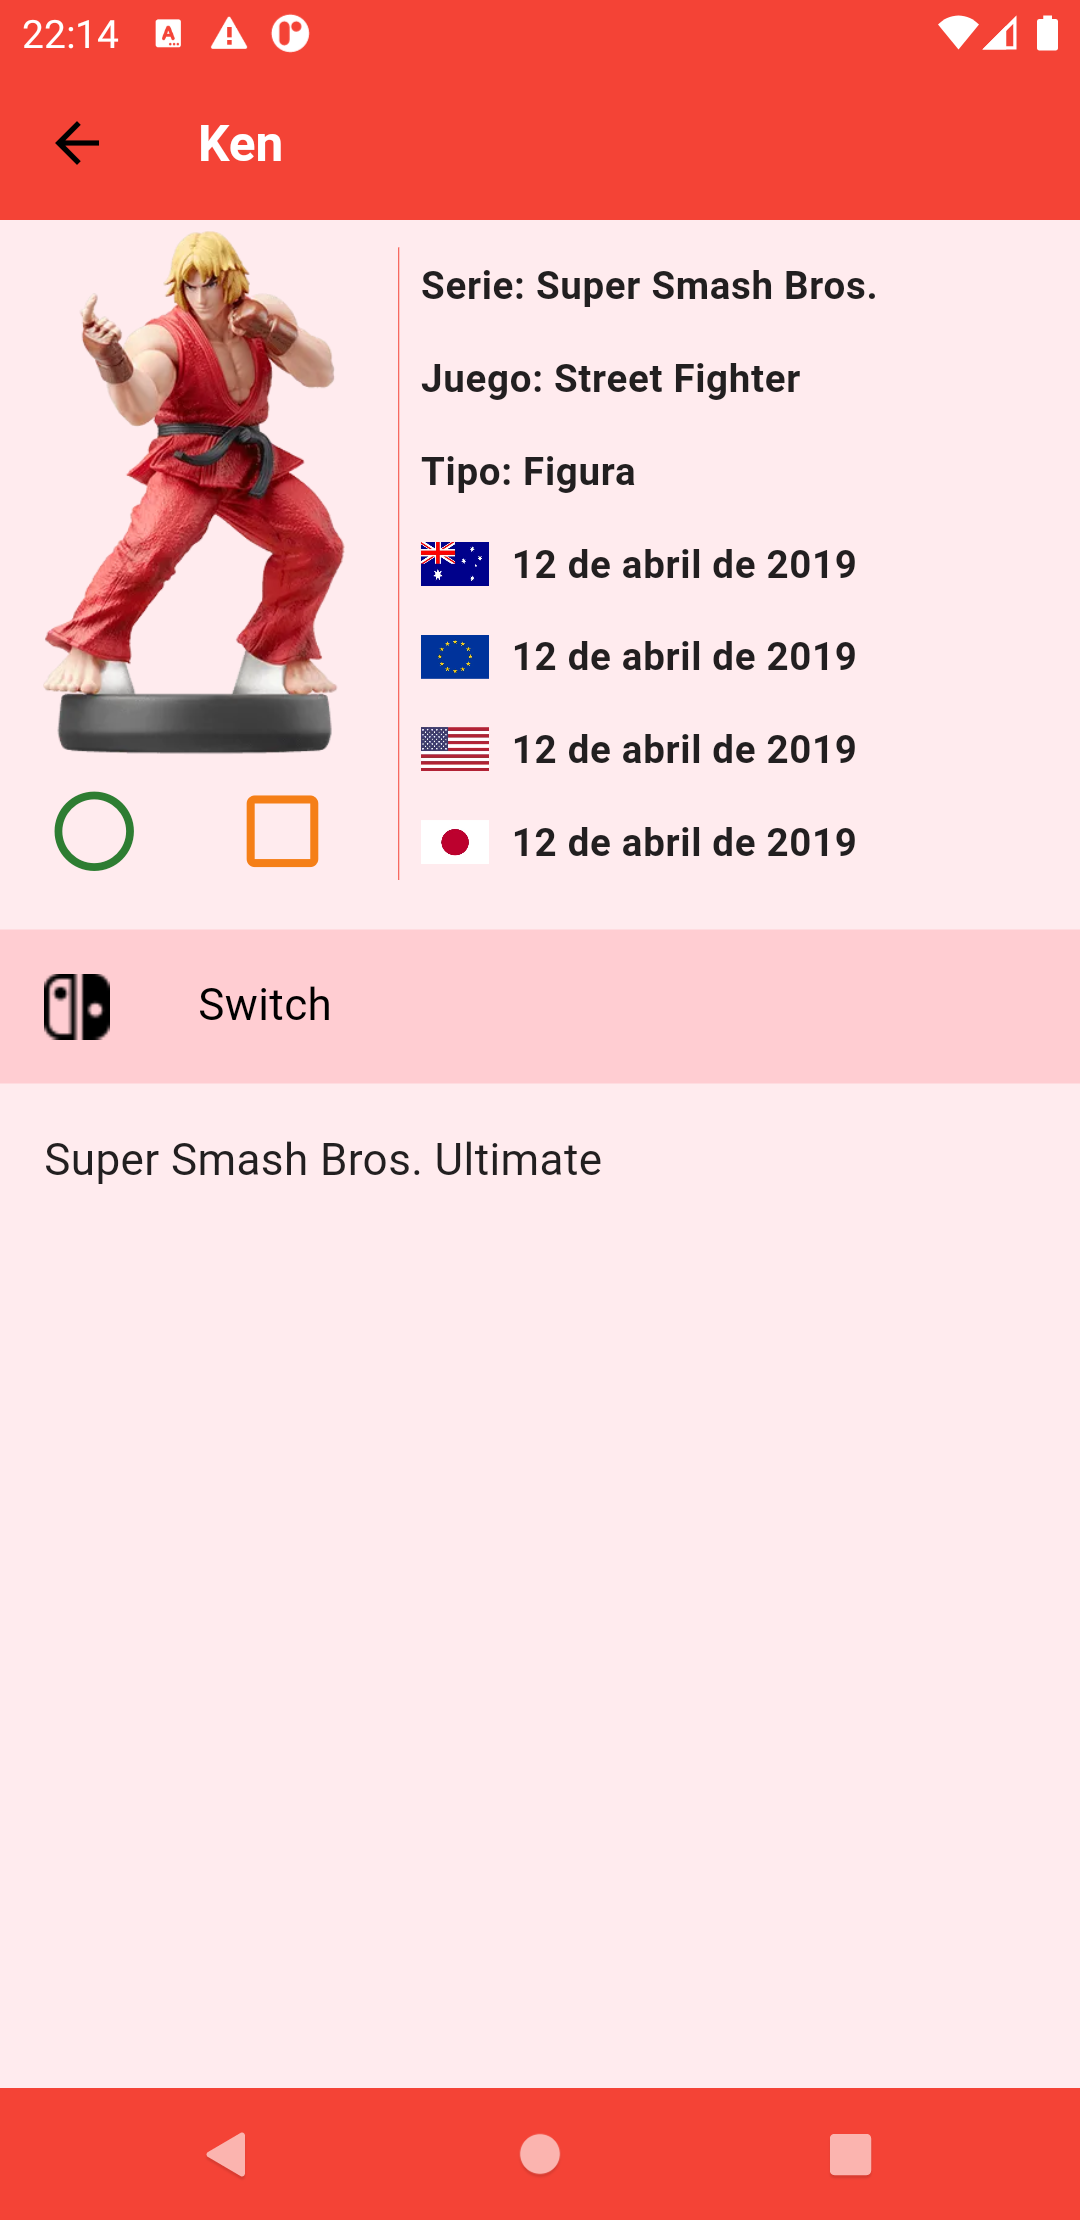 22:14
Ken
Serie: Super Smash Bros.
Juego: Street Fighter
Tipo: Figura
12 de abril de 2019
12 de abril de 2019
12 de abril de 2019
12 de abril de 2019
Switch
Super Smash Bros. Ultimate